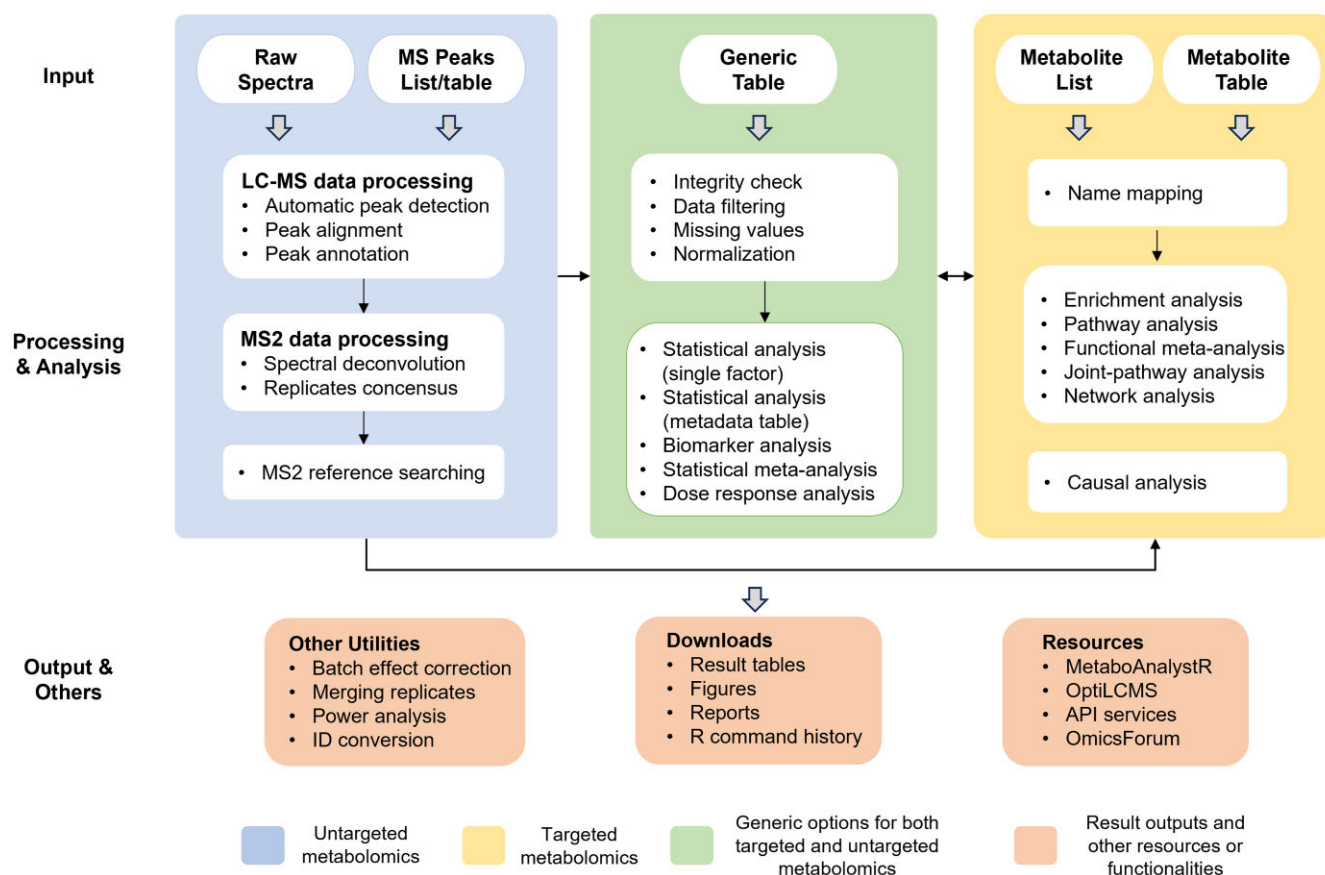 Input
Raw
Spectra
MS Peaks
List/table
LC-MS data processing
• Automatic peak detection
• Peak alignment
• Peak annotation
MS2 data processing
• Spectral deconvolution
• Replicates concensus
• MS2 reference searching
Generic
Table
• Integrity check
• Data filtering
• Missing values
• Normalization
• Statistical analysis
(single factor)
• Statistical analysis
(metadata table)
• Biomarker analysis
• Statistical meta-analysis
• Dose response analysis
Metabolite
List
Metabolite
Table
• Name mapping
• Enrichment analysis
• Pathway analysis
• Functional meta-analysis
• Joint-pathway analysis
• Network analysis
• Causal analysis
Processing
& Analysis
Output &
Others
Other Utilities
• Batch effect correction
• Merging replicates
• Power analysis
• ID conversion
Downloads
• Result tables
• Figures
• Reports
• R command history
Resources
• MetaboAnalystR
• OptiLCMS
• API services
• OmicsForum
Untargeted
metabolomics
Targeted
metabolomics
Generic options for both
targeted and untargeted
metabolomics
Result outputs and
other resources or
functionalities